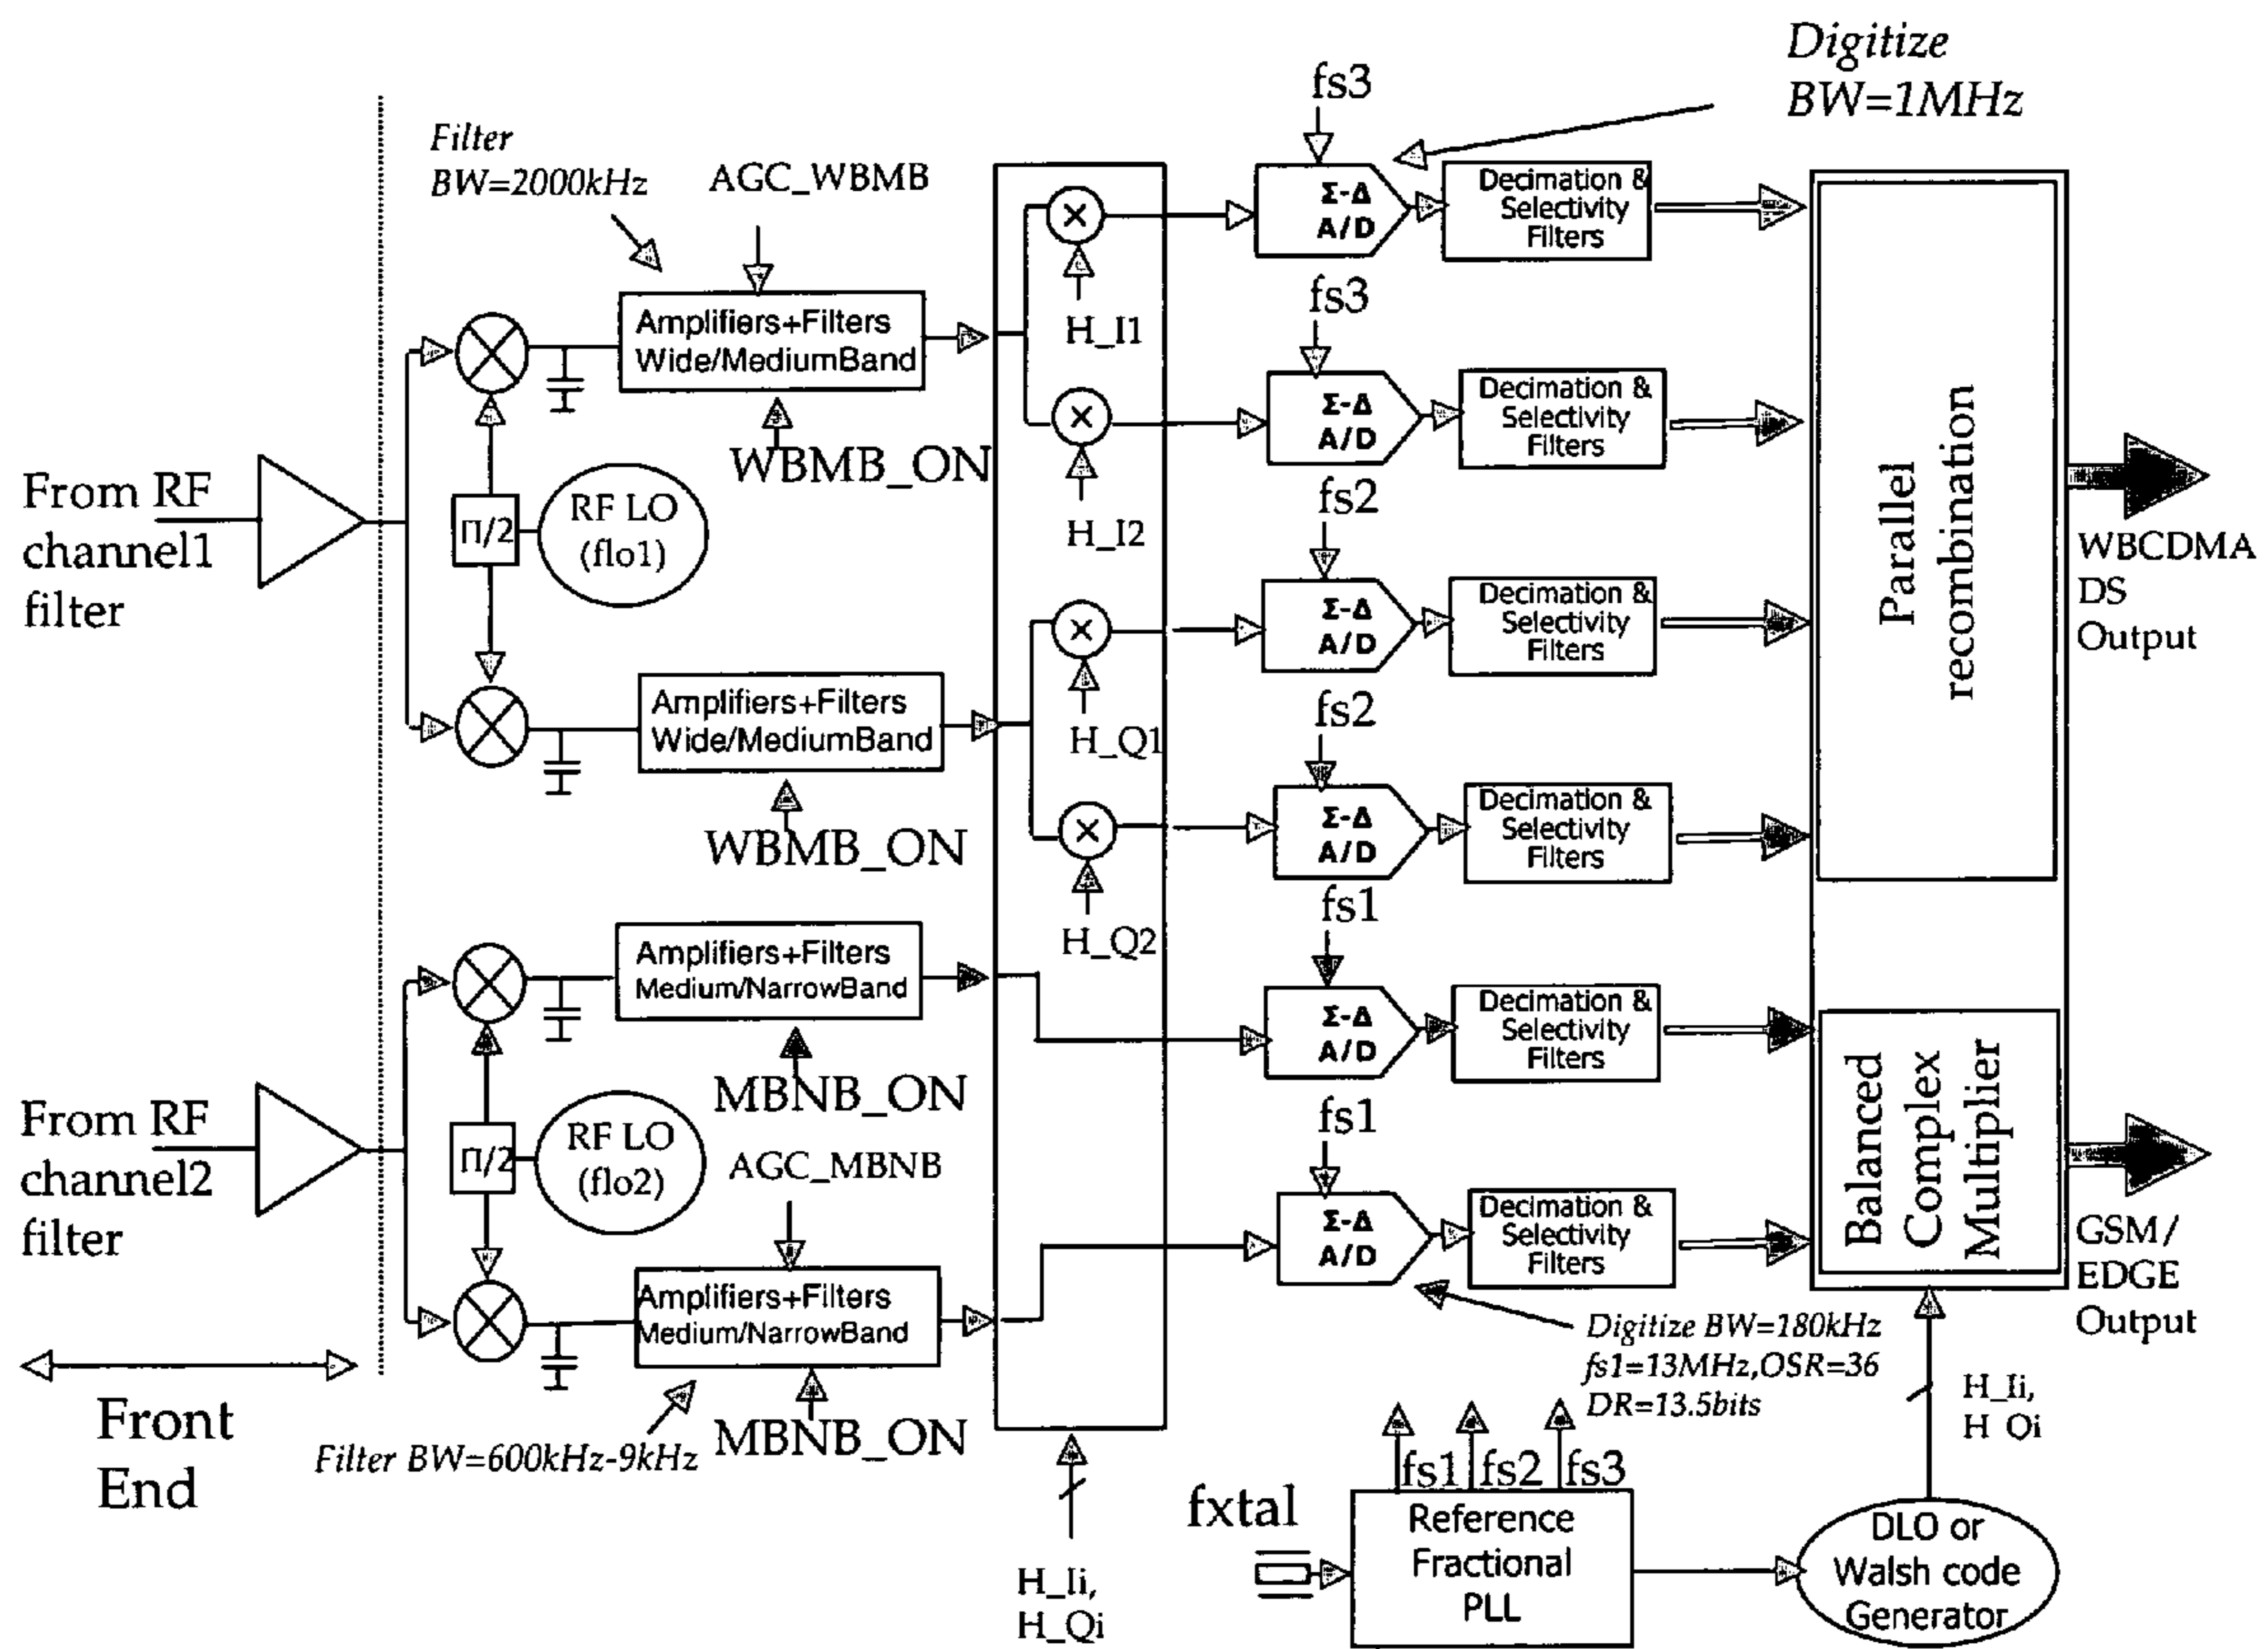 Digitize
BW=1MHz
fs3
Filter
BW=2000kHz
AGC_WBMB
Σ-Δ
A/D
Decimation &
Selectivity
Filters
Amplifiers+Filters
Wide/MediumBand
H_I1
fs3
Σ-Δ
A/D
Decimation &
Selectivity
Filters
WBMB_ON
H_I2
From RF
channel1
filter
Π/2
RF LO
(flo1)
fs2
Σ-Δ
A/D
Decimation &
Selectivity
Filters
Parallel
recombination
WBCDMA
DS
Output
Amplifiers+Filters
Wide/MediumBand
H_Q1
fs2
Σ-Δ
A/D
Decimation &
Selectivity
Filters
WBMB_ON
H_Q2
fs1
Amplifiers+Filters
Medium/NarrowBand
Σ-Δ
A/D
Decimation &
Selectivity
Filters
MBNB_ON
From RF
channel2
filter
Π/2
RF LO
(flo2)
AGC_MBNB
fs1
Σ-Δ
A/D
Decimation &
Selectivity
Filters
Balanced
Complex
Multiplier
GSM/
EDGE
Output
Amplifiers+Filters
Medium/NarrowBand
Digitize BW=180kHz
fs1=13MHz,OSR=36
DR=13.5bits
Front
End
Filter BW=600kHz-9kHz
MBNB_ON
H_Ii,
H_Qi
H_Ii,
H_Qi
fxtal
fs1
fs2
fs3
Reference
Fractional
PLL
DLO or
Walsh code
Generator